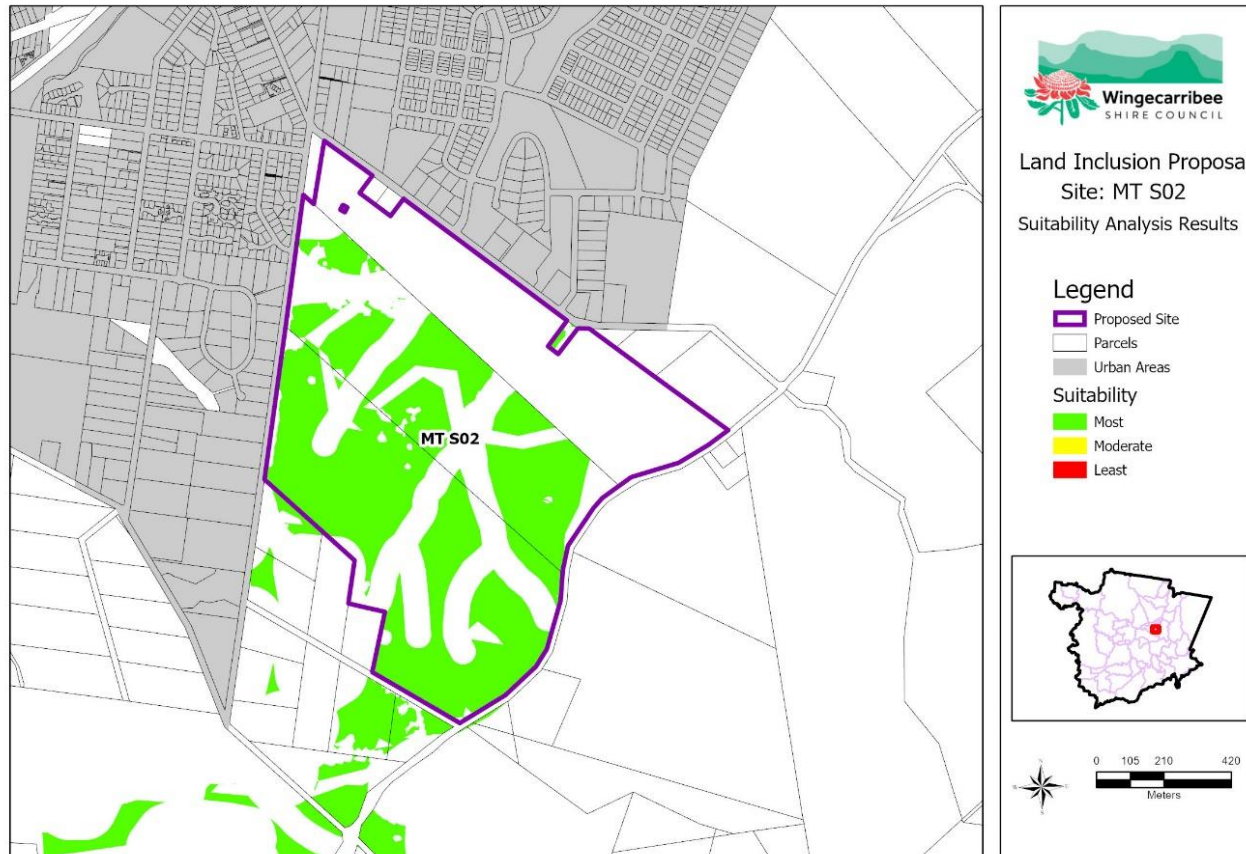 MT S02
Wingecarribee
SHIRE COUNCIL
Land Inclusion Proposa
Site: MT S02
Suitability Analysis Results
Legend
Proposed Site
Parcels
Urban Areas
Suitability
Most
Moderate
Least
N
W
E
S
0 105 210 420
Meters